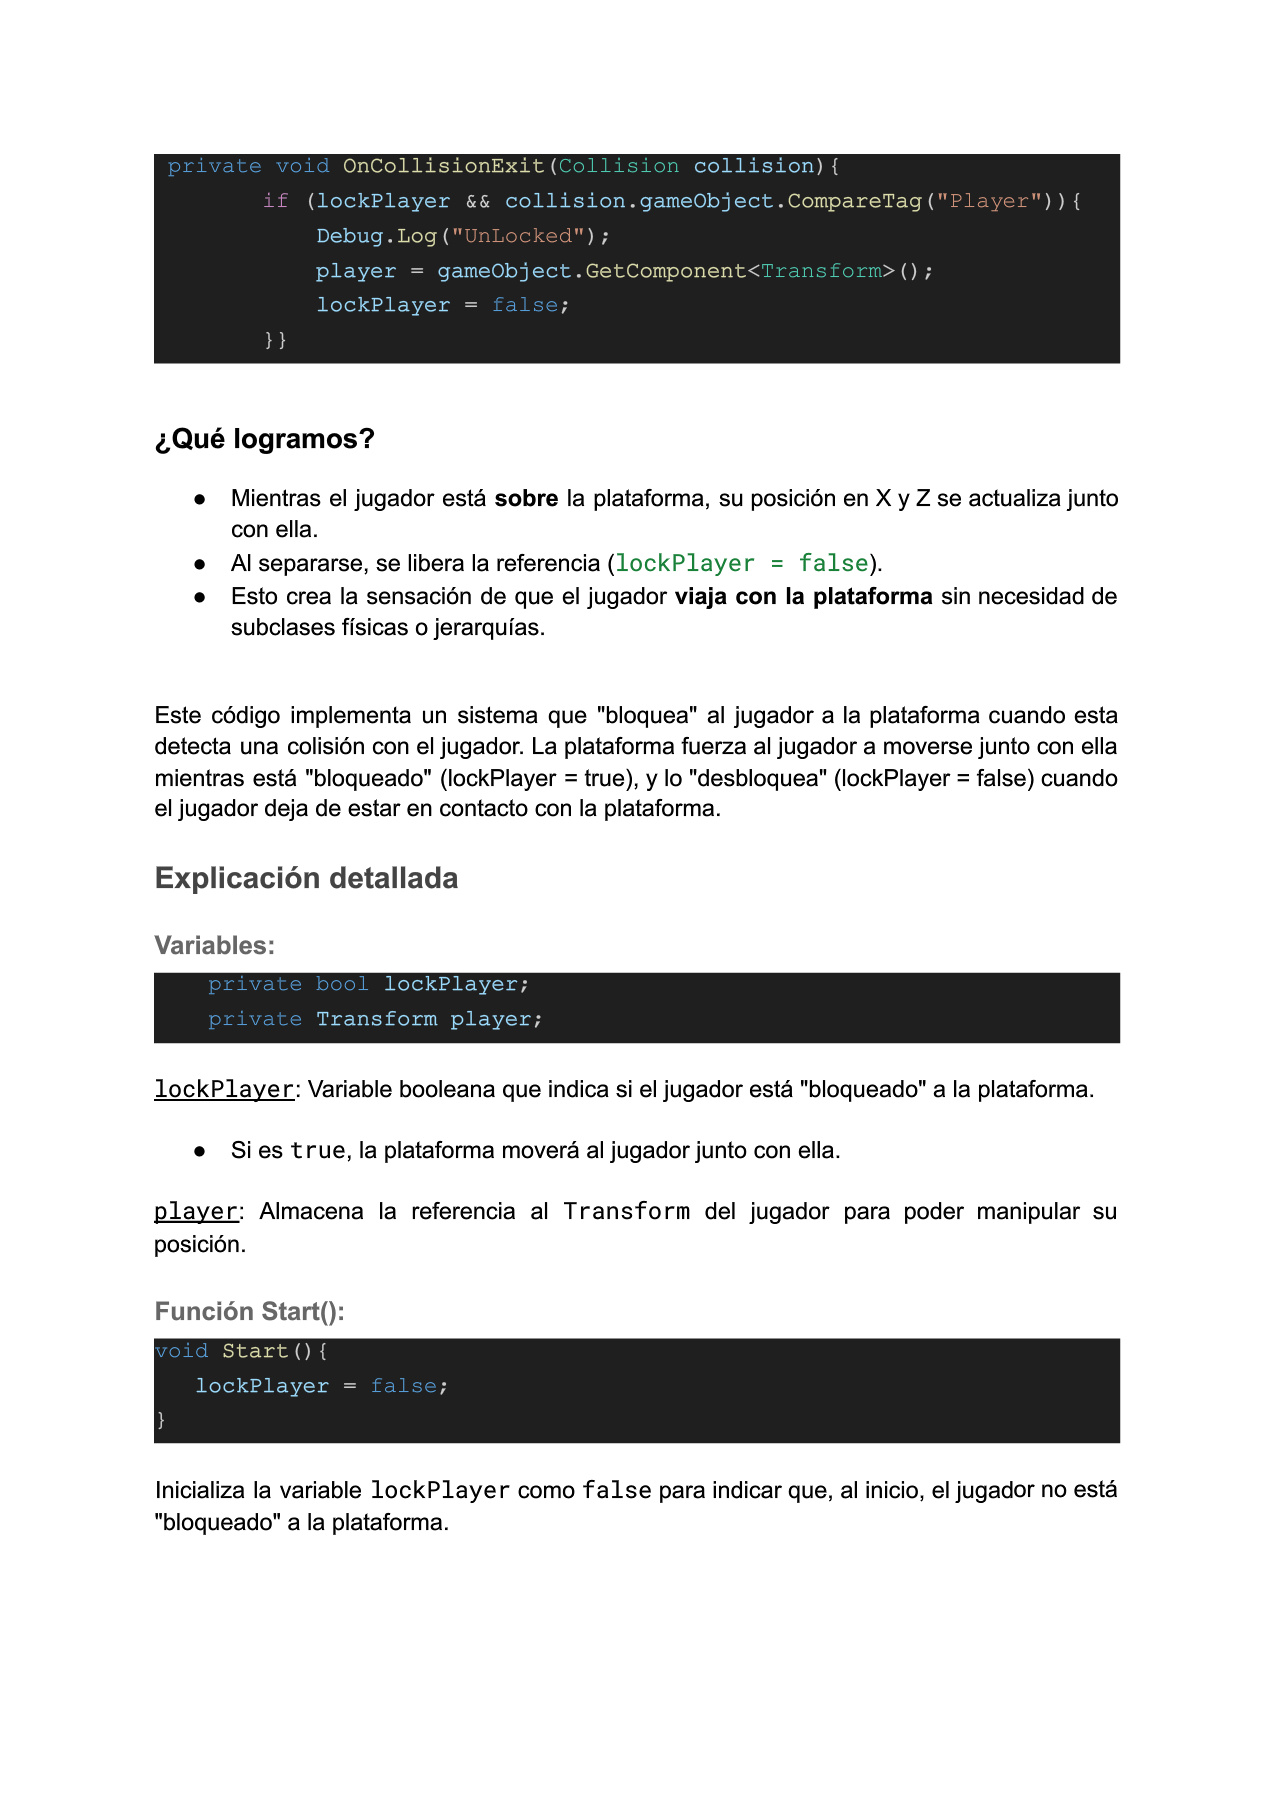 private void OnCollisionExit(Collision collision){
if (lockPlayer && collision.gameObject.CompareTag("Player")){
Debug.Log("UnLocked");
player = gameObject.GetComponent<Transform>();
lockPlayer = false;
}}
¿Qué logramos?
● Mientras el jugador está sobre la plataforma, su posición en X y Z se actualiza junto
con ella.
● Al separarse, se libera la referencia (lockPlayer = false).
● Esto crea la sensación de que el jugador viaja con la plataforma sin necesidad de
subclases físicas o jerarquías.
Este código implementa un sistema que "bloquea" al jugador a la plataforma cuando esta
detecta una colisión con el jugador. La plataforma fuerza al jugador a moverse junto con ella
mientras está "bloqueado" (lockPlayer = true), y lo "desbloquea" (lockPlayer = false) cuando
el jugador deja de estar en contacto con la plataforma.
Explicación detallada
Variables:
private bool lockPlayer;
private Transform player;
lockPlayer: Variable booleana que indica si el jugador está "bloqueado" a la plataforma.
● Si es true, la plataforma moverá al jugador junto con ella.
player: Almacena la referencia al Transform del jugador para poder manipular su
posición.
Función Start():
void Start(){
lockPlayer = false;
}
Inicializa la variable lockPlayer como false para indicar que, al inicio, el jugador no está
"bloqueado" a la plataforma.